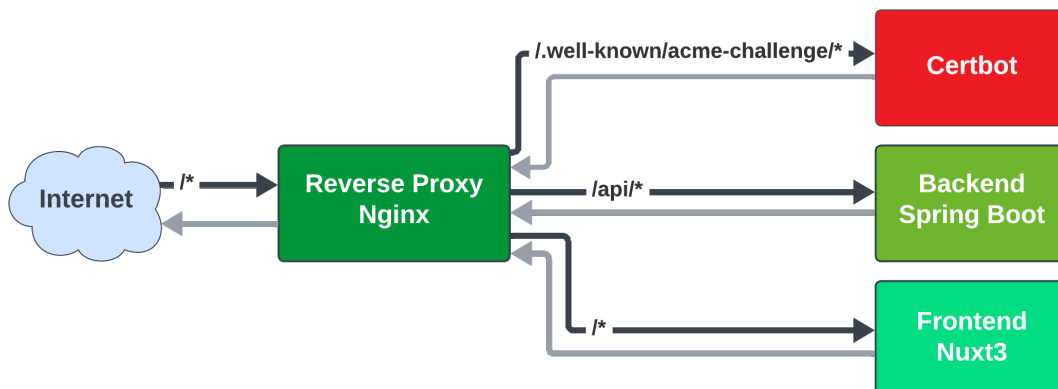 /.well-known/acme-challenge/*
Certbot
Internet
/*
Reverse Proxy
Nginx
/api/*
Backend
Spring Boot
/*
Frontend
Nuxt3